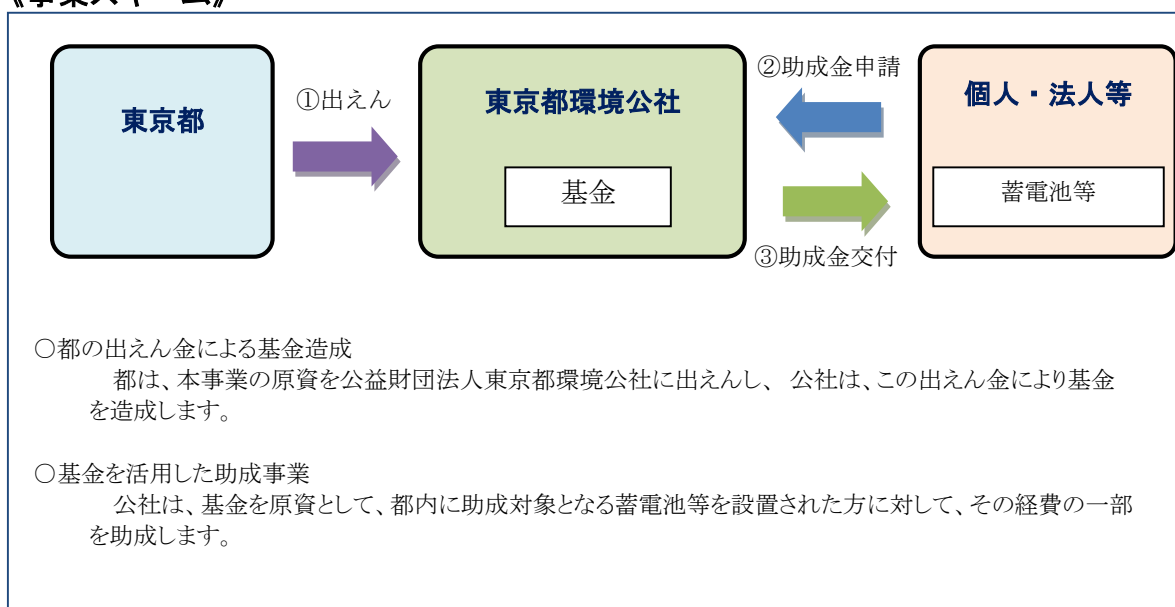 《事業スキーム》
東京都
①出えん
東京都環境公社
基金
②助成金申請
③助成金交付
個人・法人等
蓄電池等
○都の出えん金による基金造成
都は、本事業の原資を公益財団法人東京都環境公社に出えんし、 公社は、この出えん金により基金
を造成します。
○基金を活用した助成事業
公社は、基金を原資として、都内に助成対象となる蓄電池等を設置された方に対して、その経費の一部
を助成します。